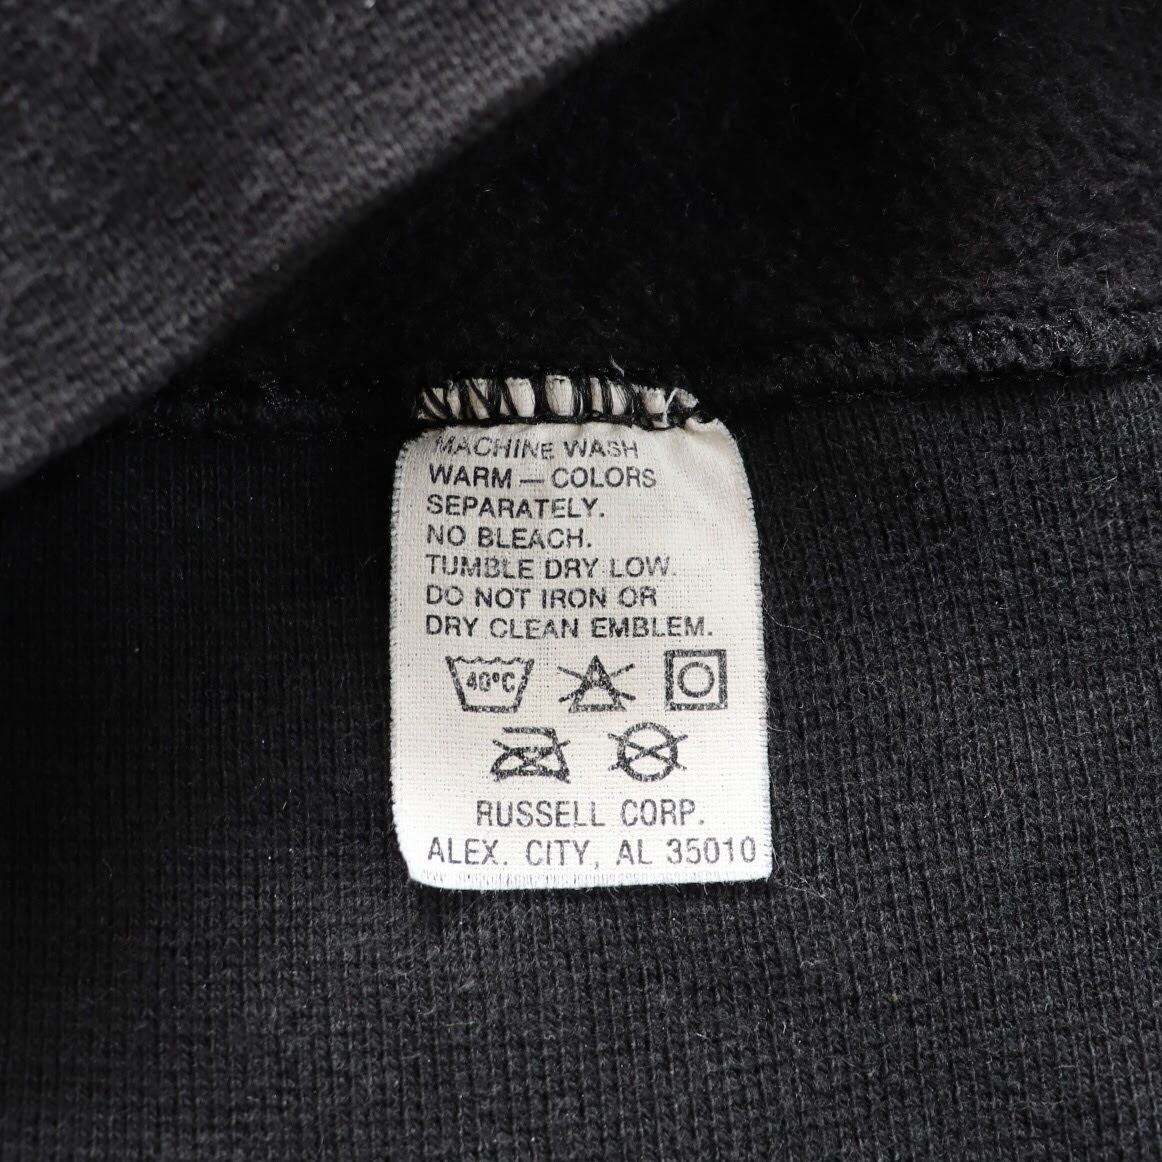 MACHINE WASH
WARM — COLORS
SEPARATELY.
NO BLEACH.
TUMBLE DRY LOW.
DO NOT IRON OR
DRY CLEAN EMBLEM.
40°C
RUSSELL CORP.
ALEX. CITY, AL 35010